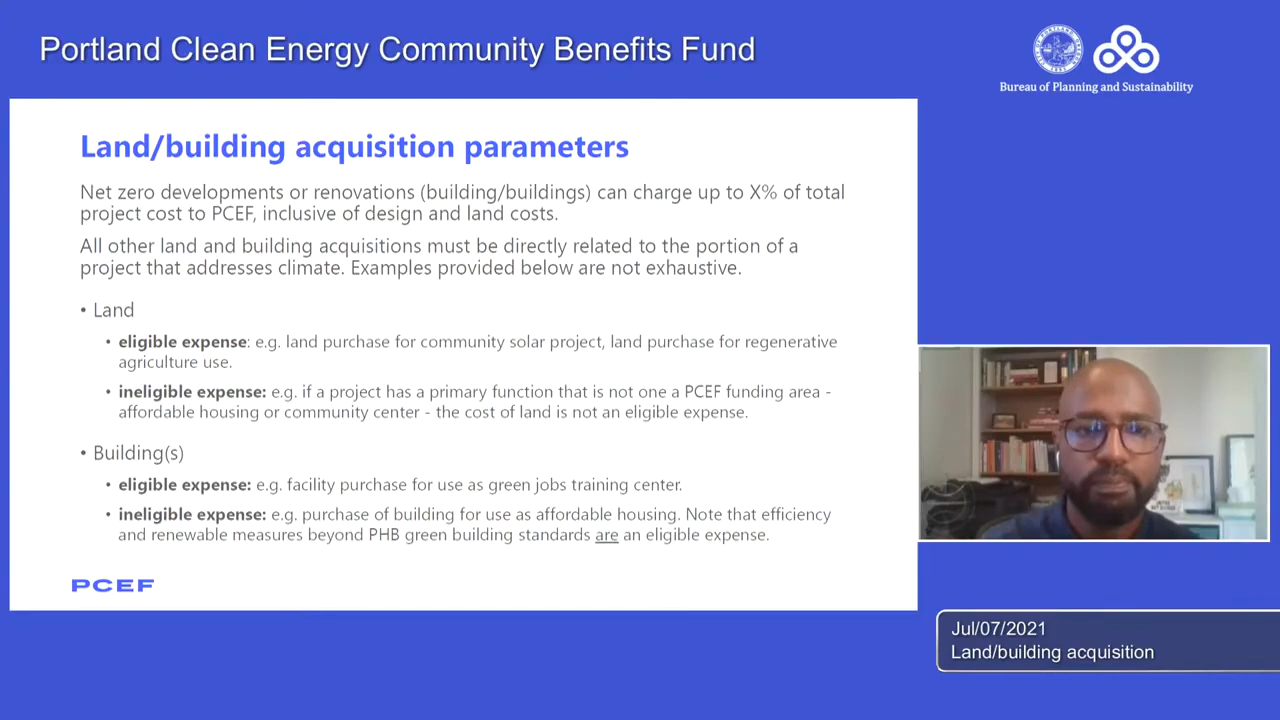 Portland Clean Energy Community Benefits Fund
Bureau of Planning and Sustainability
Land/building acquisition parameters
Net zero developments or renovations (building/buildings) can charge up to X% of total
project cost to PCEF, inclusive of design and land costs.
All other land and building acquisitions must be directly related to the portion of a
project that addresses climate. Examples provided below are not exhaustive.
• Land
• eligible expense: e.g. land purchase for community solar project, land purchase for regenerative
agriculture use.
• ineligible expense: e.g. if a project has a primary function that is not one a PCEF funding area -
affordable housing or community center - the cost of land is not an eligible expense.
• Building(s)
• eligible expense: e.g. facility purchase for use as green jobs training center.
• ineligible expense: e.g. purchase of building for use as affordable housing. Note that efficiency
and renewable measures beyond PHB green building standards are an eligible expense.
PCEF
Jul/07/2021
Land/building acquisition